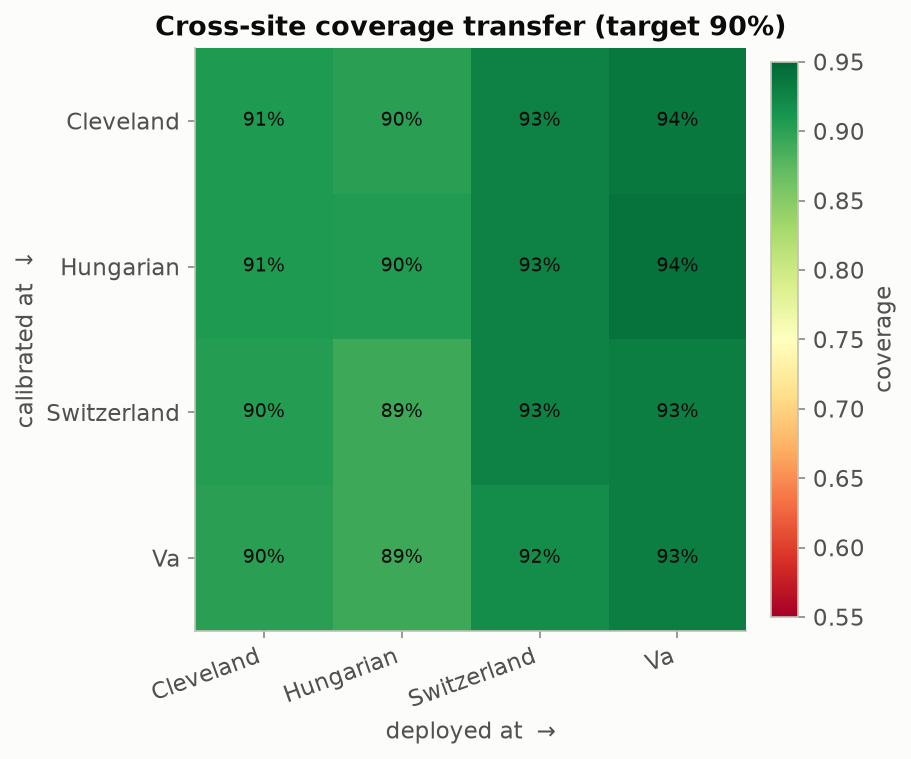 Cross-site coverage transfer (target 90%)
calibrated at →
Cleveland 91% 90% 93% 94%
Hungarian 91% 90% 93% 94%
Switzerland 90% 89% 93% 93%
Va 90% 89% 92% 93%
Cleveland Hungarian Switzerland Va
deployed at →
0.95
0.90
0.85
0.80
0.75
0.70
0.65
0.60
0.55
coverage